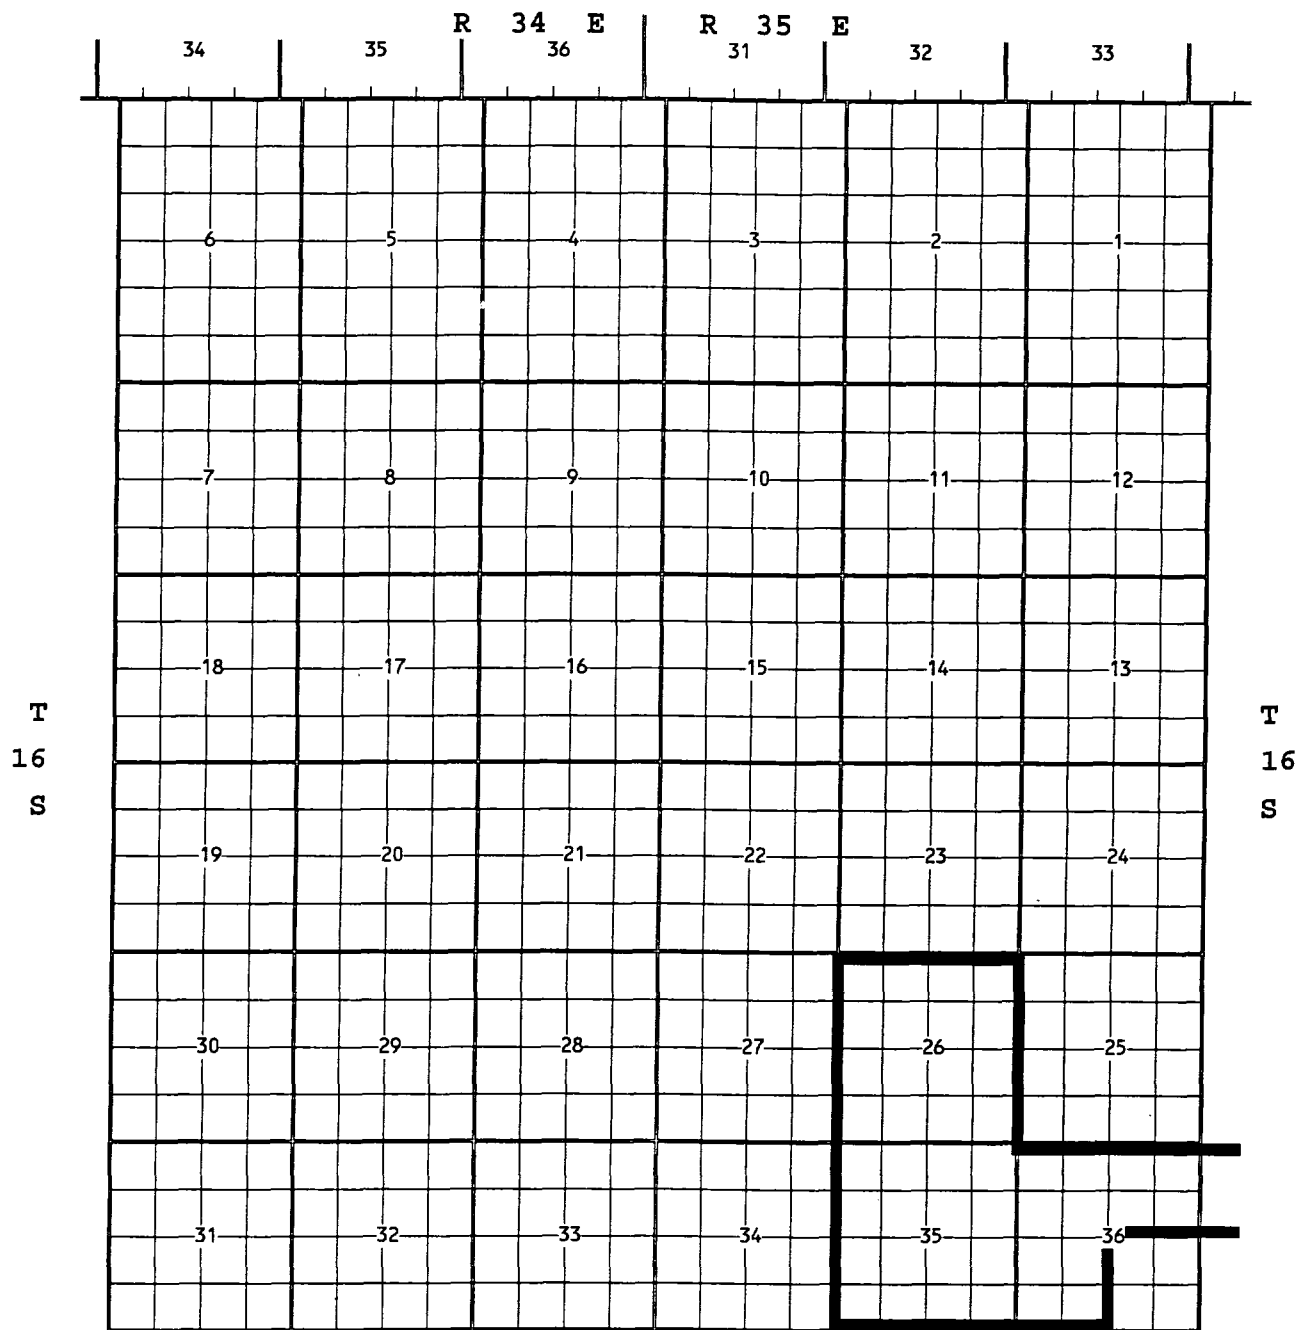 R 34 E R 35 E
34 35 36 31 32 33
6 5 4 3 2 1
7 8 9 10 11 12
18 17 16 15 14 13
T T
16 16
S S
19 20 21 22 23 24
30 29 28 27 26 25
31 32 33 34 35 36